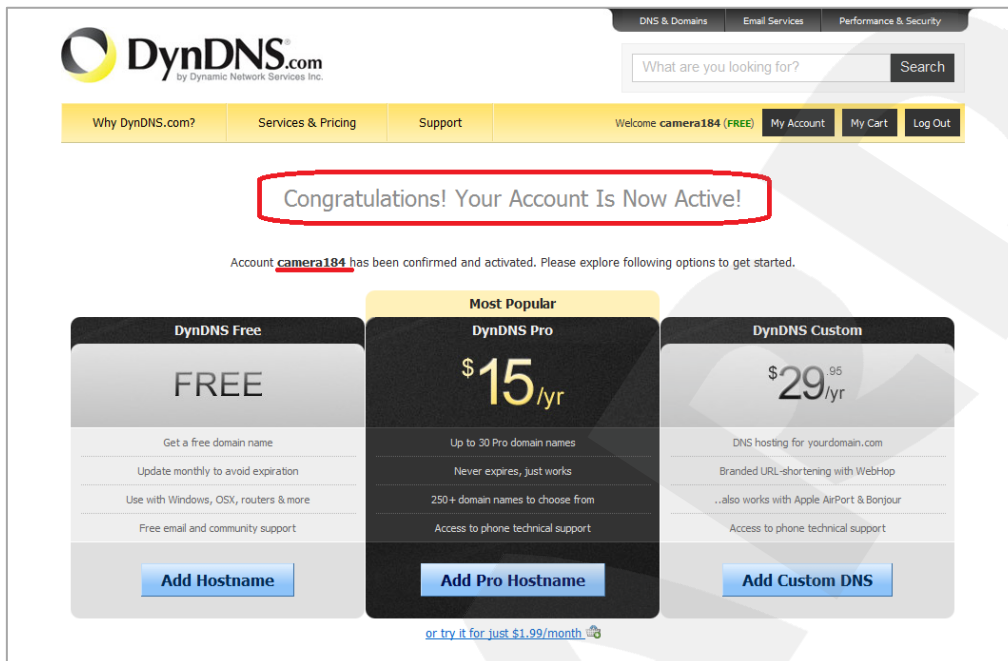 DNS & Domains Email Services Performance & Security
DynDNS.com
by Dynamic Network Services Inc.
What are you looking for? Search
Why DynDNS.com? Services & Pricing Support Welcome camera184 (FREE) My Account My Cart Log Out
Congratulations! Your Account Is Now Active!
Account camera184 has been confirmed and activated. Please explore following options to get started.
Most Popular
DynDNS Free
FREE
Get a free domain name
Update monthly to avoid expiration
Use with Windows, OSX, routers & more
Free email and community support
Add Hostname
DynDNS Pro
$15/yr
Up to 30 Pro domain names
Never expires, just works
250+ domain names to choose from
Access to phone technical support
Add Pro Hostname
or try it for just $1.99/month
DynDNS Custom
$29.95/yr
DNS hosting for yourdomain.com
Branded URL-shortening with WebHop
..also works with Apple AirPort & Bonjour
Access to phone technical support
Add Custom DNS